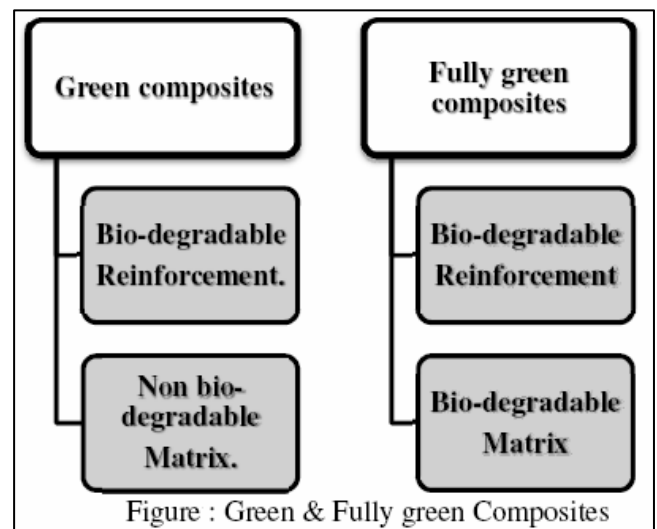 Green composites
Bio-degradable
Reinforcement.
Non bio-
degradable
Matrix.
Fully green
composites
Bio-degradable
Reinforcement
Bio-degradable
Matrix
Figure : Green & Fully green Composites